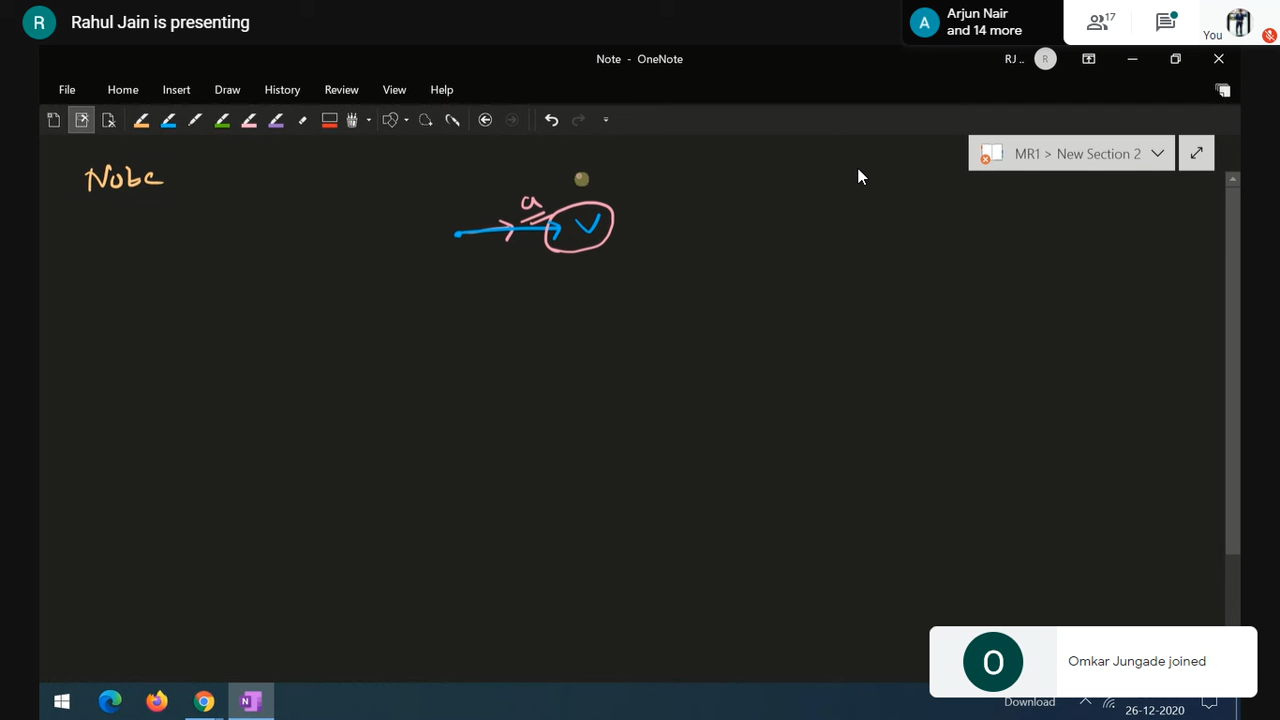 R Rahul Jain is presenting
A Arjun Nair
and 14 more
17
You
Note - OneNote
RJ .. R
File Home Insert Draw History Review View Help
MR1 > New Section 2
a
V
O Omkar Jungade joined
Download
N
26-12-2020